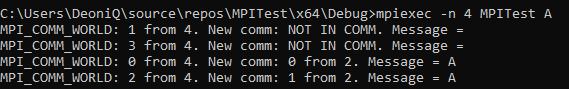 C:\Users\DeoniQ\source\repos\MPITest\x64\Debug>mpiexec -n 4 MPITest A
MPI_COMM_WORLD: 1 from 4. New comm: NOT IN COMM. Message =
MPI_COMM_WORLD: 3 from 4. New comm: NOT IN COMM. Message =
MPI_COMM_WORLD: 0 from 4. New comm: 0 from 2. Message = A
MPI_COMM_WORLD: 2 from 4. New comm: 1 from 2. Message = A